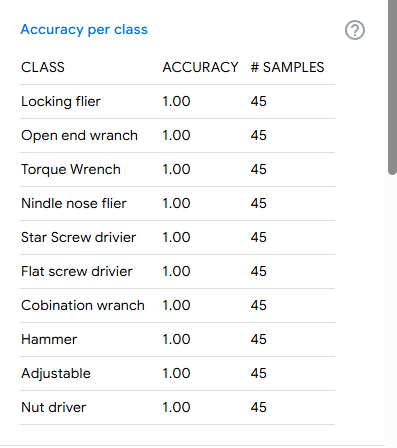 Accuracy per class
CLASS ACCURACY # SAMPLES
Locking flier 1.00 45
Open end wranch 1.00 45
Torque Wrench 1.00 45
Nindle nose flier 1.00 45
Star Screw drivier 1.00 45
Flat screw drivier 1.00 45
Cobination wranch 1.00 45
Hammer 1.00 45
Adjustable 1.00 45
Nut driver 1.00 45